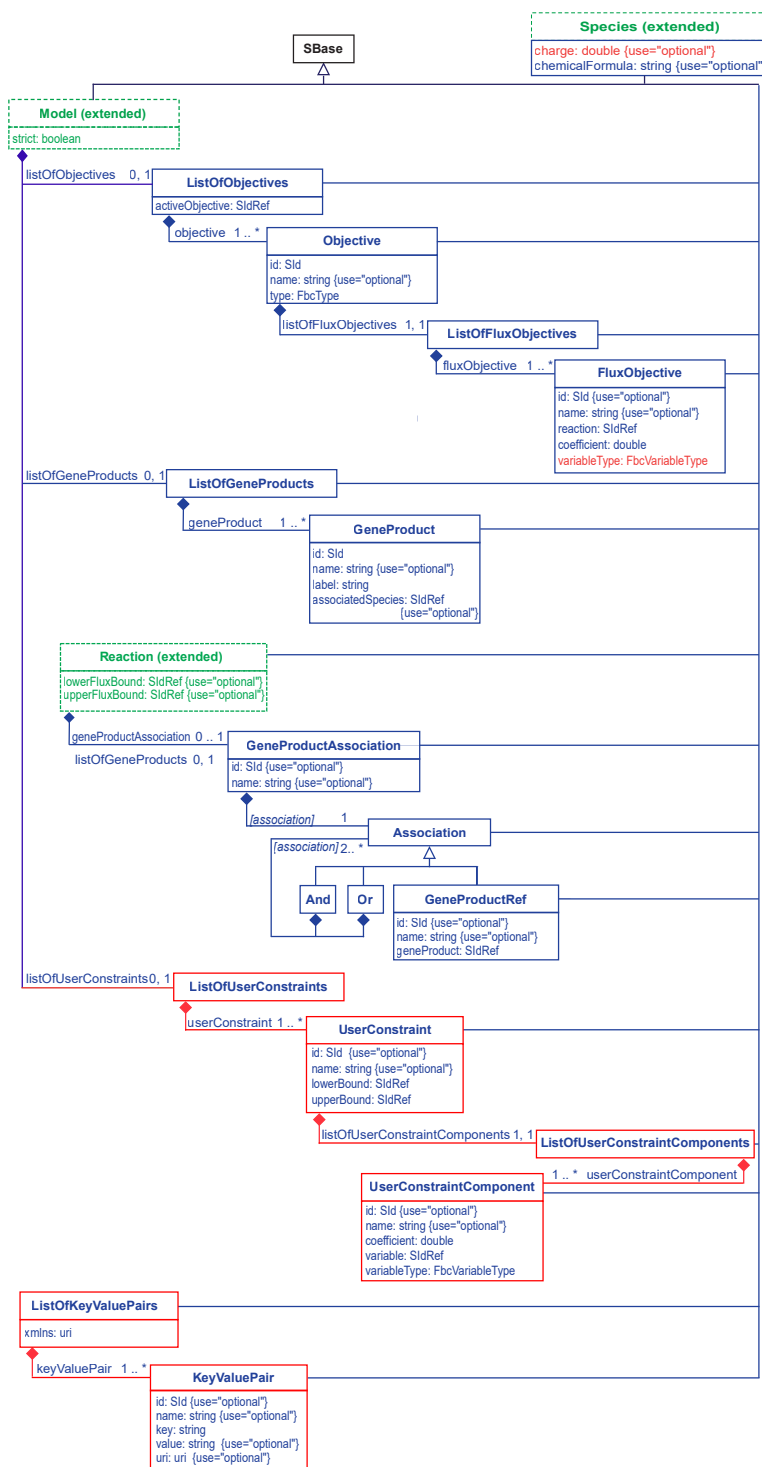 Species (extended)
charge: double {use="optional"}
chemicalFormula: string {use="optional"
SBase
Model (extended)
strict: boolean
listOfObjectives 0, 1
ListOfObjectives
activeObjective: SIdRef
objective 1 .. *
Objective
id: SId
name: string {use="optional"}
type: FbcType
listOfFluxObjectives 1, 1
ListOfFluxObjectives
fluxObjective 1 .. *
FluxObjective
id: SId {use="optional"}
name: string {use="optional"}
reaction: SIdRef
coefficient: double
variableType: FbcVariableType
listOfGeneProducts 0, 1
ListOfGeneProducts
geneProduct 1 .. *
GeneProduct
id: SId
name: string {use="optional"}
label: string
associatedSpecies: SIdRef
{use="optional"}
Reaction (extended)
lowerFluxBound: SIdRef {use="optional"}
upperFluxBound: SIdRef {use="optional"}
geneProductAssociation 0 .. 1
listOfGeneProducts 0, 1
GeneProductAssociation
id: SId {use="optional"}
name: string {use="optional"}
[association] 1
Association
[association] 2.. *
And
Or
GeneProductRef
id: SId {use="optional"}
name: string {use="optional"}
geneProduct: SIdRef
listOfUserConstraints 0, 1
ListOfUserConstraints
userConstraint 1 .. *
UserConstraint
id: SId {use="optional"}
name: string {use="optional"}
lowerBound: SIdRef
upperBound: SIdRef
listOfUserConstraintComponents 1, 1
ListOfUserConstraintComponents
1 .. * userConstraintComponent
UserConstraintComponent
id: SId {use="optional"}
name: string {use="optional"}
coefficient: double
variable: SIdRef
variableType: FbcVariableType
ListOfKeyValuePairs
xmlns: uri
keyValuePair 1 .. *
KeyValuePair
id: SId {use="optional"}
name: string {use="optional"}
key: string
value: string {use="optional"}
uri: uri {use="optional"}